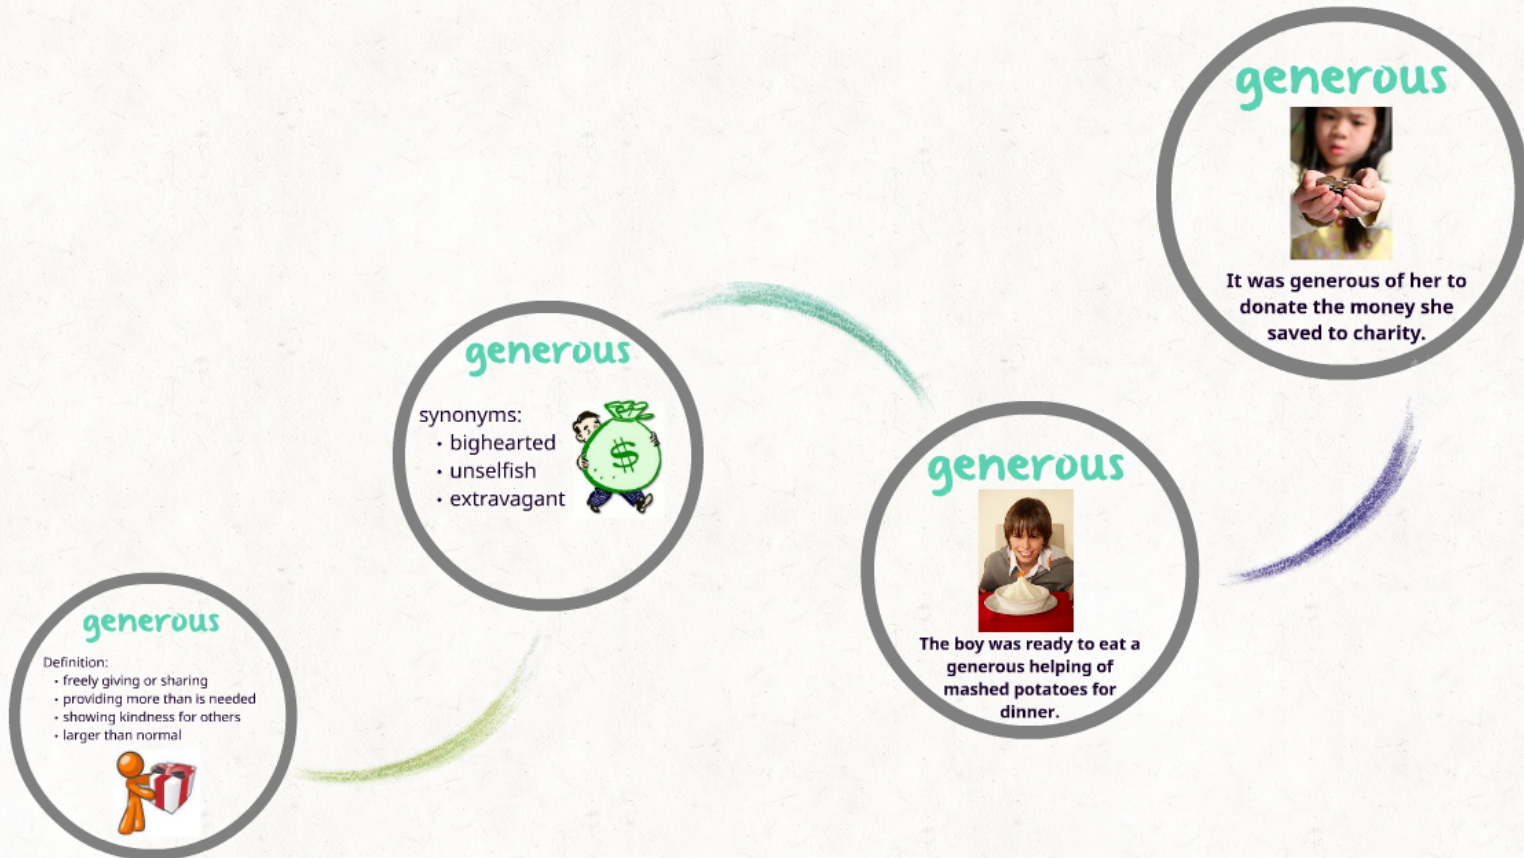 generous
Definition:
• freely giving or sharing
• providing more than is needed
• showing kindness for others
• larger than normal
generous
synonyms:
• bighearted
• unselfish
• extravagant
$
generous
The boy was ready to eat a
generous helping of
mashed potatoes for
dinner.
generous
It was generous of her to
donate the money she
saved to charity.